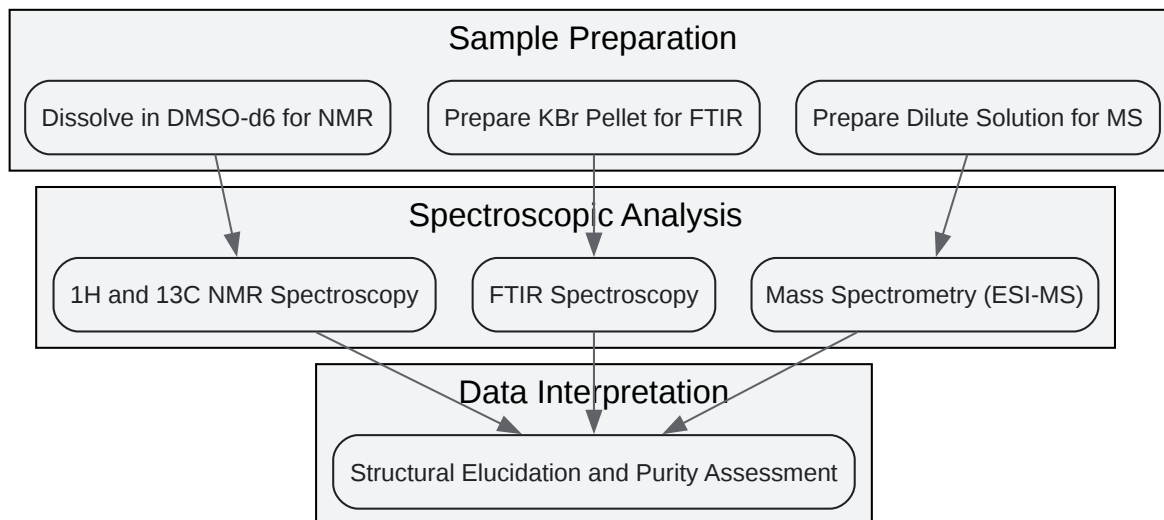 Sample Preparation
Dissolve in DMSO-d6 for NMR
Prepare KBr Pellet for FTIR
Prepare Dilute Solution for MS
Spectroscopic Analysis
1H and 13C NMR Spectroscopy
FTIR Spectroscopy
Mass Spectrometry (ESI-MS)
Data Interpretation
Structural Elucidation and Purity Assessment